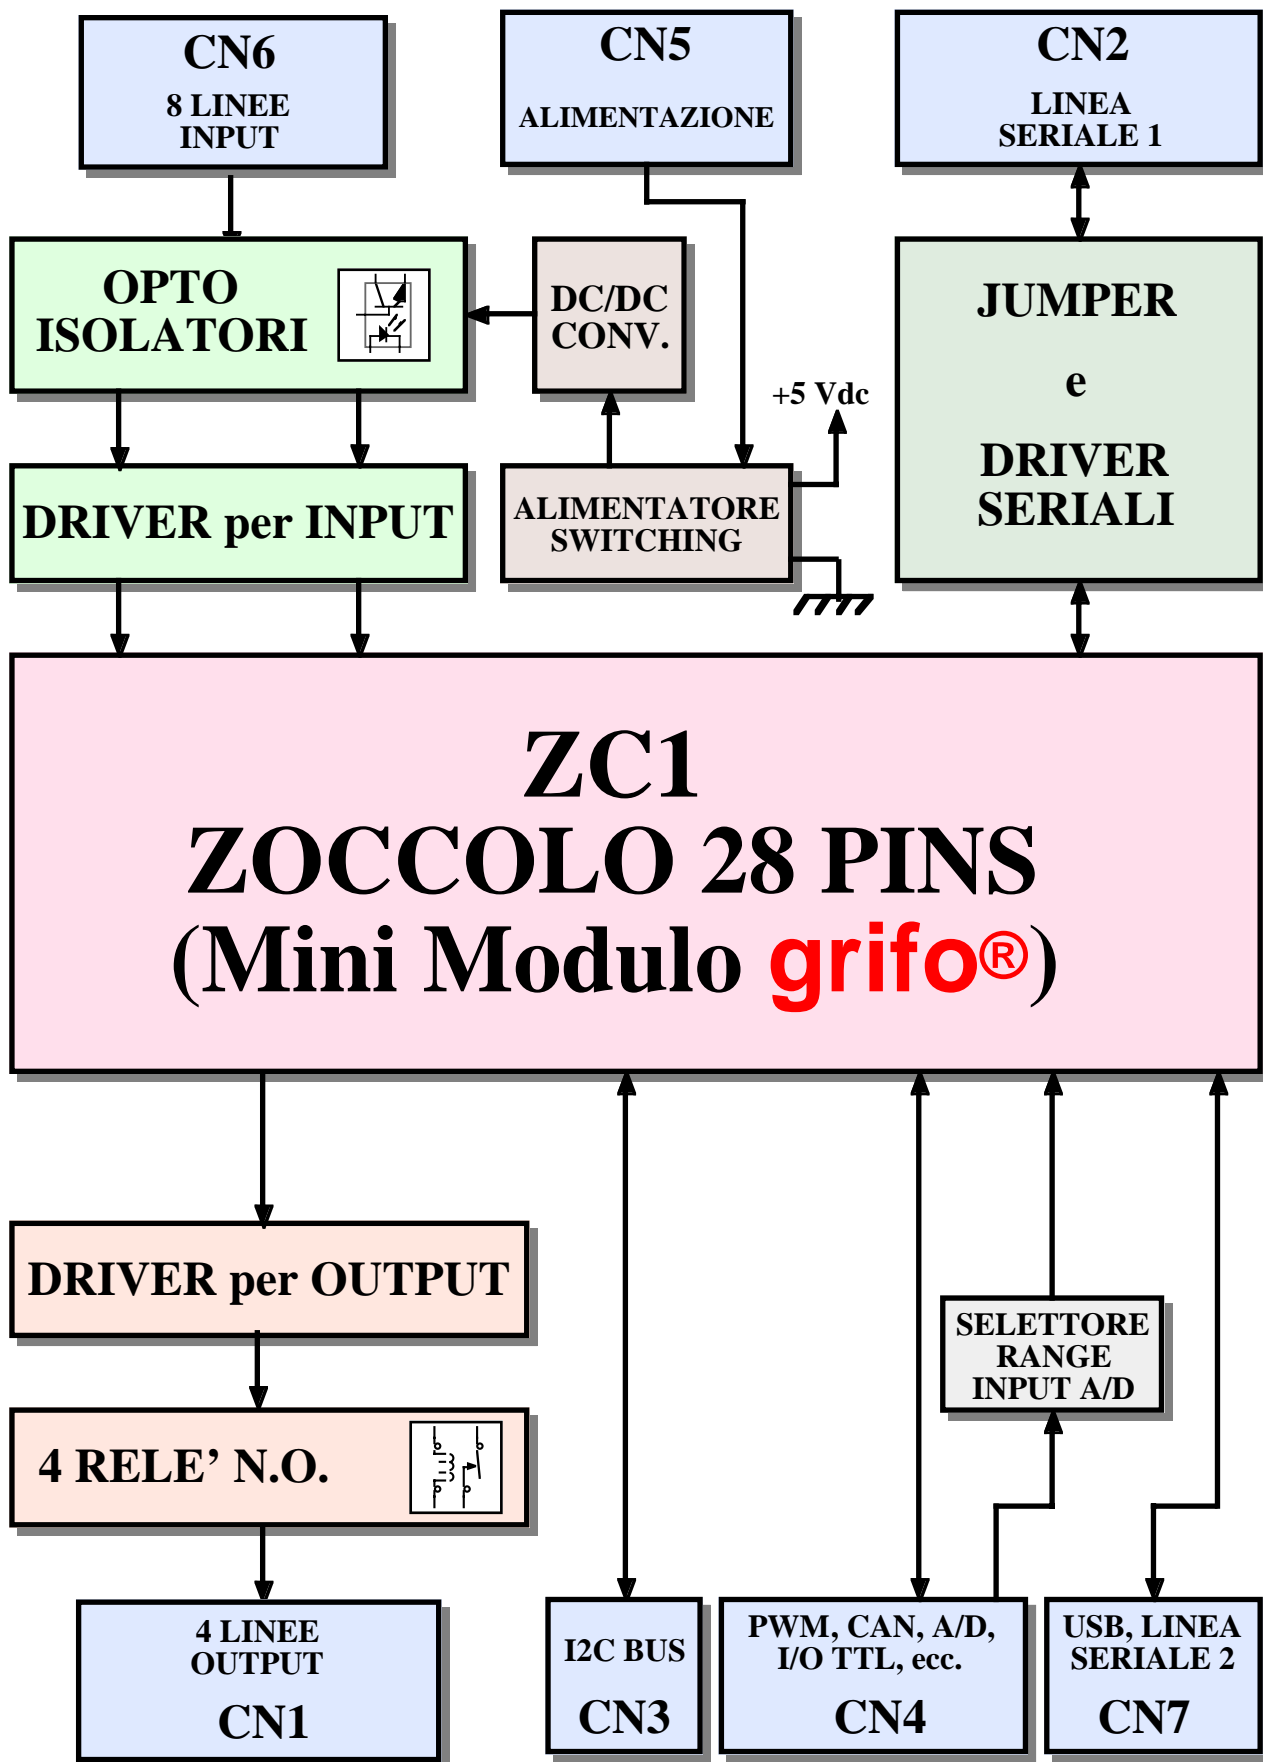 CN6
8 LINEE
INPUT
CN5
ALIMENTAZIONE
CN2
LINEA
SERIALE 1
OPTO
ISOLATORI
DC/DC
CONV.
JUMPER
e
DRIVER
SERIALI
+5 Vdc
DRIVER per INPUT
ALIMENTATORE
SWITCHING
ZC1
ZOCCOLO 28 PINS
(Mini Modulo grifo®)
DRIVER per OUTPUT
SELETTORE
RANGE
INPUT A/D
4 RELE’ N.O.
4 LINEE
OUTPUT
CN1
I2C BUS
CN3
PWM, CAN, A/D,
I/O TTL, ecc.
CN4
USB, LINEA
SERIALE 2
CN7